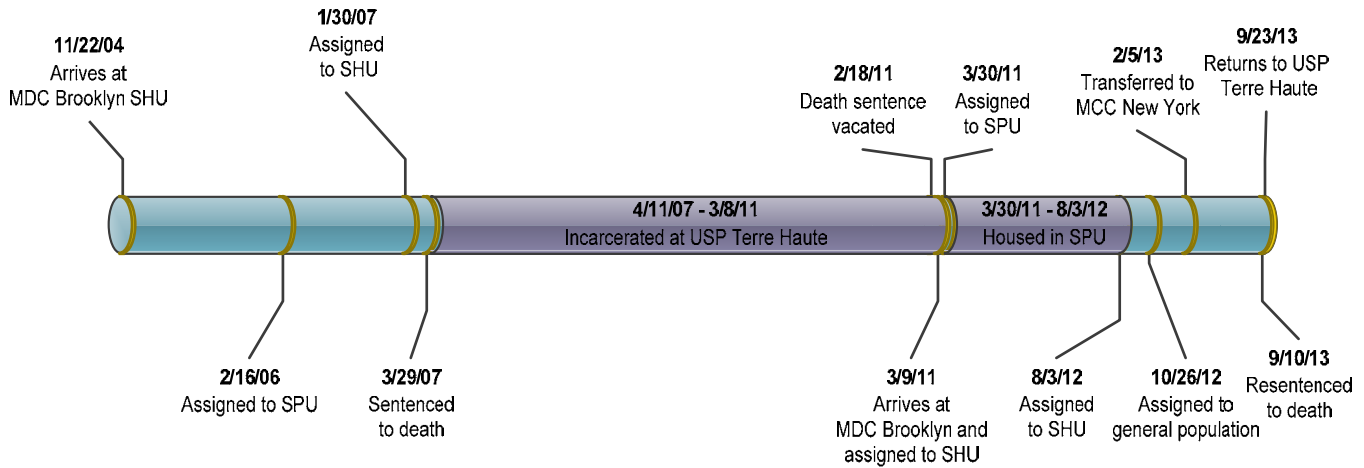 11/22/04
Arrives at
MDC Brooklyn SHU
1/30/07
Assigned
to SHU
2/18/11
Death sentence
vacated
3/30/11
Assigned
to SPU
2/5/13
Transferred to
MCC New York
9/23/13
Returns to USP
Terre Haute
4/11/07 - 3/8/11
Incarcerated at USP Terre Haute
3/30/11 - 8/3/12
Housed in SPU
2/16/06
Assigned to SPU
3/29/07
Sentenced
to death
3/9/11
Arrives at
MDC Brooklyn and
assigned to SHU
8/3/12
Assigned
to SHU
10/26/12
Assigned to
general population
9/10/13
Resentenced
to death